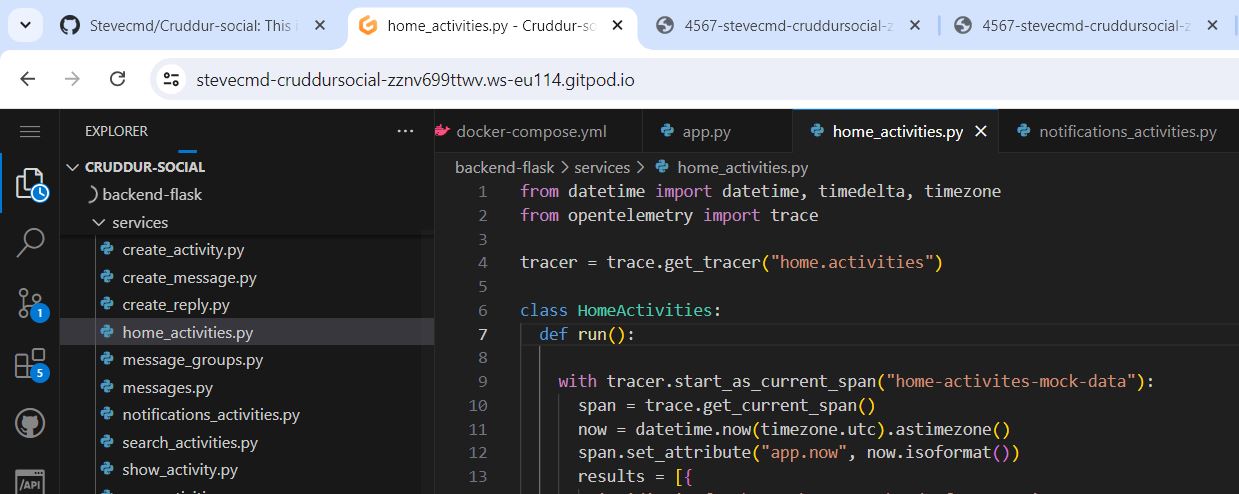 Stevecmd/Cruddur-social: This i
home_activities.py - Cruddur-so
4567-stevecmd-cruddursocial-z
4567-stevecmd-cruddursocial-z
stevecmd-cruddursocial-zznv699ttwv.ws-eu114.gitpod.io
EXPLORER
CRUDDUR-SOCIAL
backend-flask
services
create_activity.py
create_message.py
create_reply.py
home_activities.py
message_groups.py
messages.py
notifications_activities.py
search_activities.py
show_activity.py
1
5
/API
docker-compose.yml
app.py
home_activities.py
notifications_activities.py
backend-flask > services > home_activities.py
1 from datetime import datetime, timedelta, timezone
2 from opentelemetry import trace
3
4 tracer = trace.get_tracer("home.activities")
5
6 class HomeActivities:
7 def run():
8
9 with tracer.start_as_current_span("home-activites-mock-data"):
10 span = trace.get_current_span()
11 now = datetime.now(timezone.utc).astimezone()
12 span.set_attribute("app.now", now.isoformat())
13 results = [{